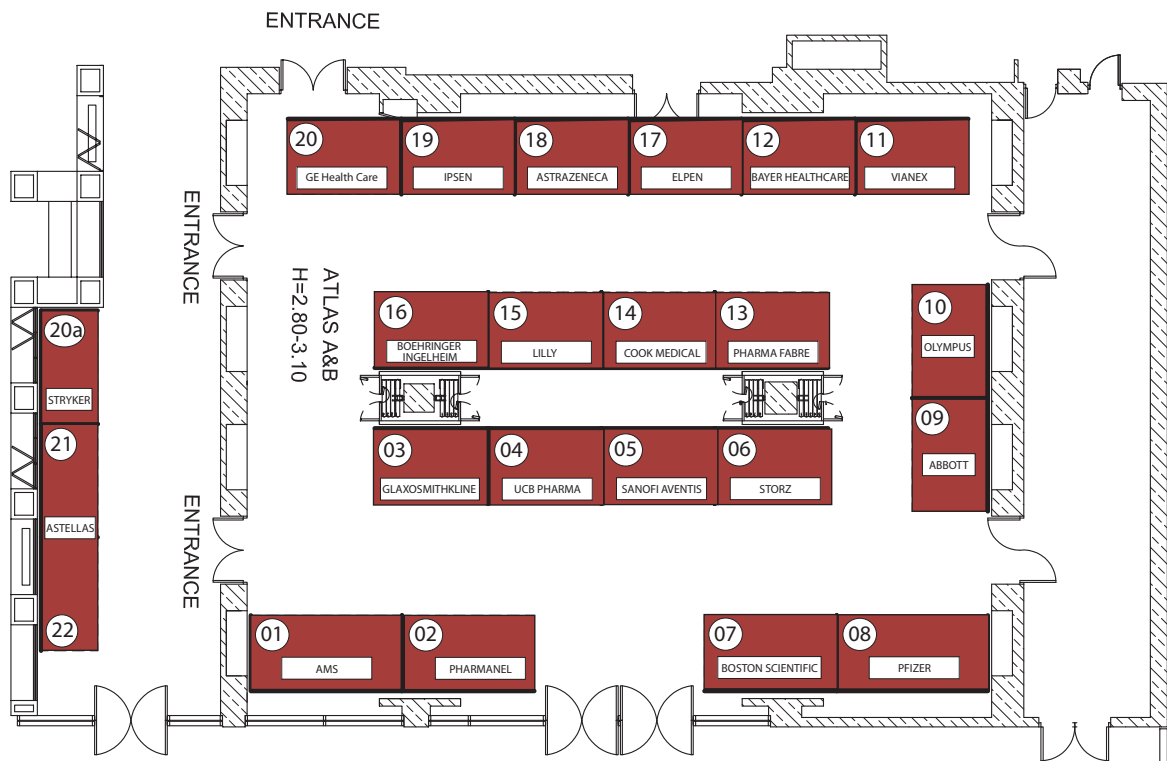 ENTRANCE
20
19
18
17
12
11
GE Health Care
IPSEN
ASTRAZENECA
ELPEN
BAYER HEALTHCARE
VIANEX
ENTRANCE
ATLAS A&B
H=2.80-3.10
16
15
14
13
10
BOEHRINGER
INGELHEIM
LILLY
COOK MEDICAL
PHARMA FABRE
OLYMPUS
20a
STRYKER
21
ASTELLAS
22
03
04
05
06
09
GLAXOSMITHKLINE
UCB PHARMA
SANOFI AVENTIS
STORZ
ABBOTT
ENTRANCE
01
02
07
08
AMS
PHARMANEL
BOSTON SCIENTIFIC
PFIZER